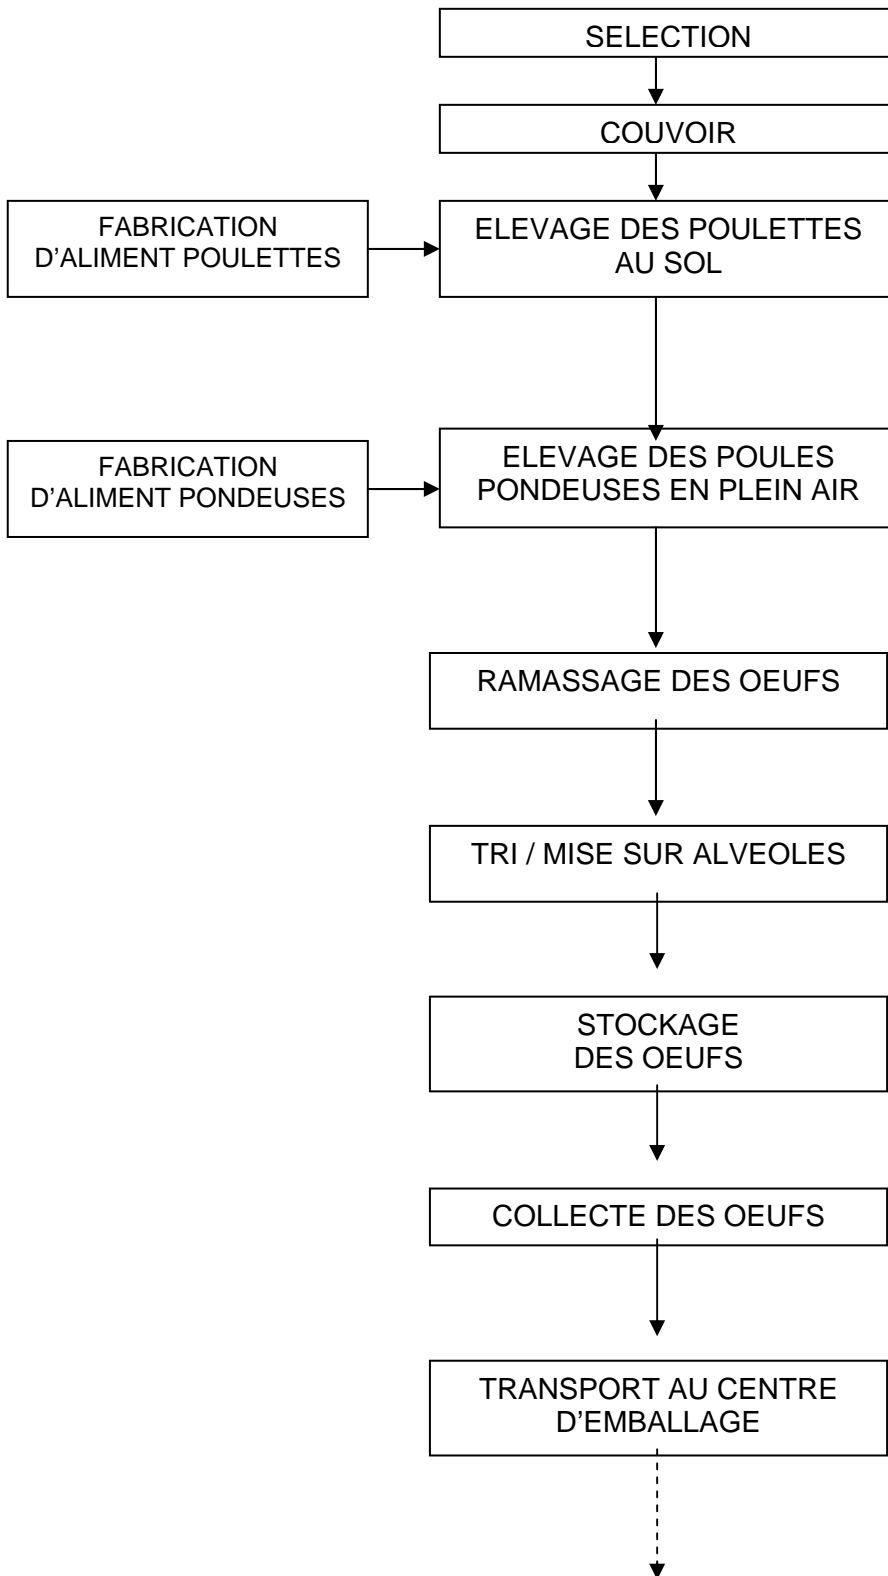 SELECTION
COUVOIR
FABRICATION
D'ALIMENT POULETTES
ELEVAGE DES POULETTES
AU SOL
FABRICATION
D'ALIMENT PONDEUSES
ELEVAGE DES POULES
PONDEUSES EN PLEIN AIR
RAMASSAGE DES OEUFS
TRI / MISE SUR ALVEOLES
STOCKAGE
DES OEUFS
COLLECTE DES OEUFS
TRANSPORT AU CENTRE
D'EMBALLAGE